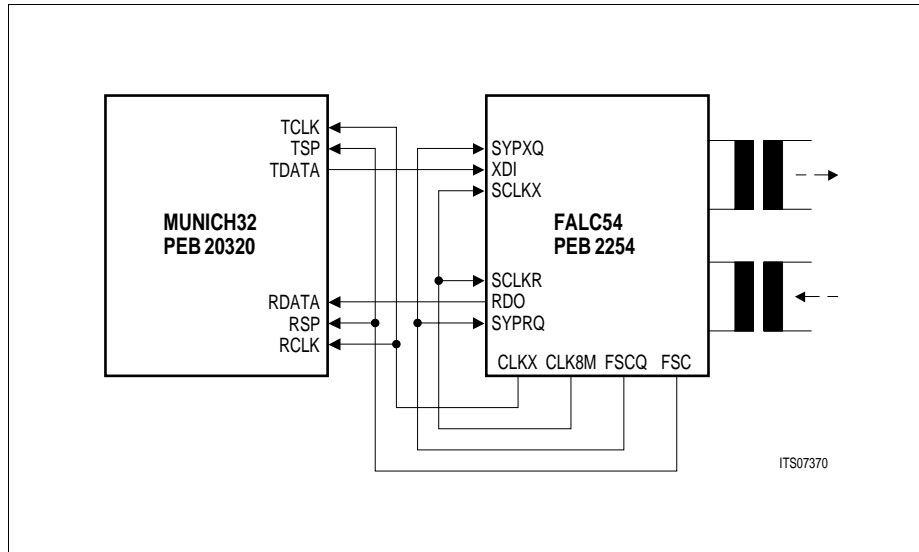 TCLK
TSP
TDATA
MUNICH32
PEB 20320
RDATA
RSP
RCLK
SYPXQ
XDI
SCLKX
FALC54
PEB 2254
SCLKR
RDO
SYPRQ
CLKX CLK8M FSCQ FSC
ITS07370